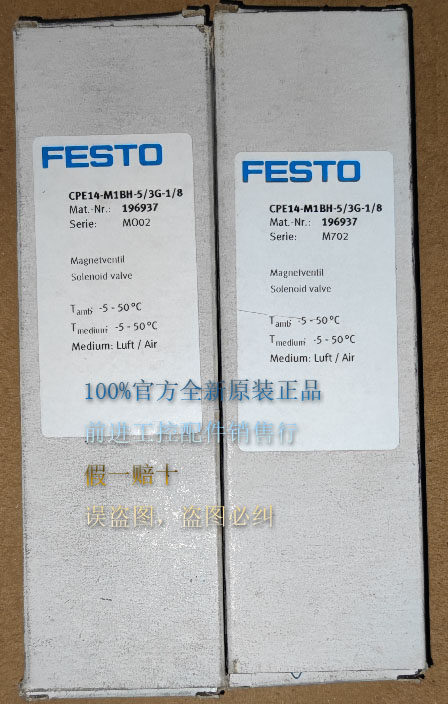 FESTO
CPE14-M1BH-5/3G-1/8
Mat.-Nr.: 196937
Serie: MO02
Magnetventil
Solenoid valve
Tamb: -5 - 50 °C
Tmedium: -5 - 50 °C
Medium: Luft / Air
FESTO
CPE14-M1BH-5/3G-1/8
Mat.-Nr.: 196937
Serie: M702
Magnetventil
Solenoid valve
Tamb: -5 - 50 °C
Tmedium: -5 - 50 °C
Medium: Luft / Air
100%官方全新原装正品
前进工控配件销售行
假一赔十
误盗图，盗图必纠